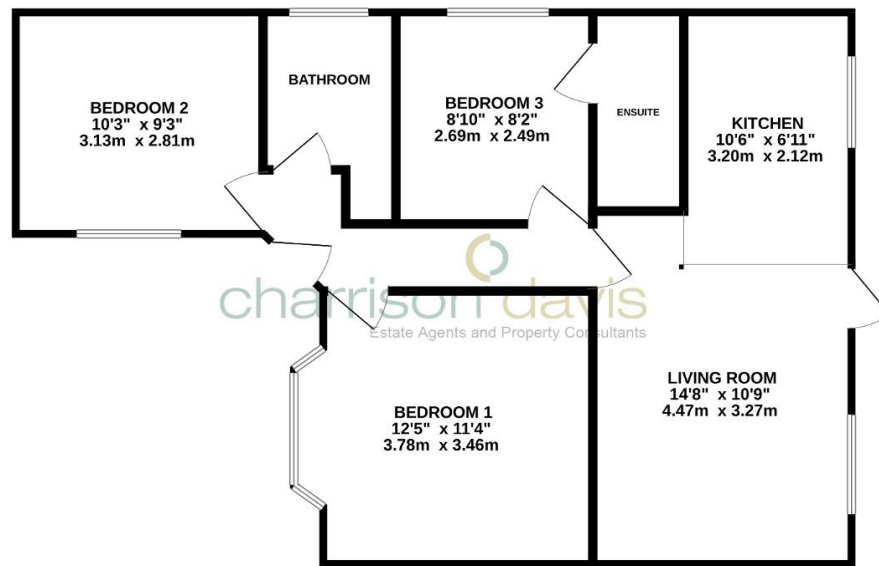 BATHROOM
BEDROOM 2
10'3" x 9'3"
3.13m x 2.81m
BEDROOM 3
8'10" x 8'2"
2.69m x 2.49m
ENSUITE
KITCHEN
10'6" x 6'11"
3.20m x 2.12m
charrison davis
Estate Agents and Property Consultants
LIVING ROOM
14'8" x 10'9"
4.47m x 3.27m
BEDROOM 1
12'5" x 11'4"
3.78m x 3.46m